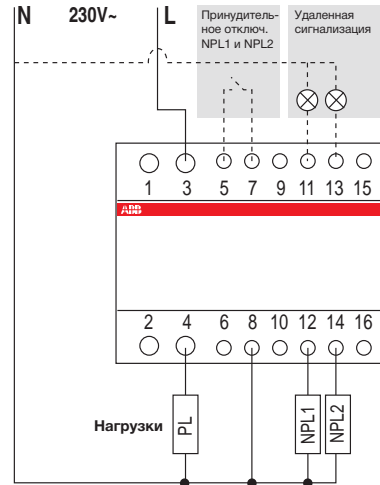 N 230V~ L
Принудитель-
ное отключ.
NPL1 и NPL2
Удаленная
сигнализация
1 3 5 7 9 11 13 15
ABB
2 4 6 8 10 12 14 16
Нагрузки PL NPL1 NPL2